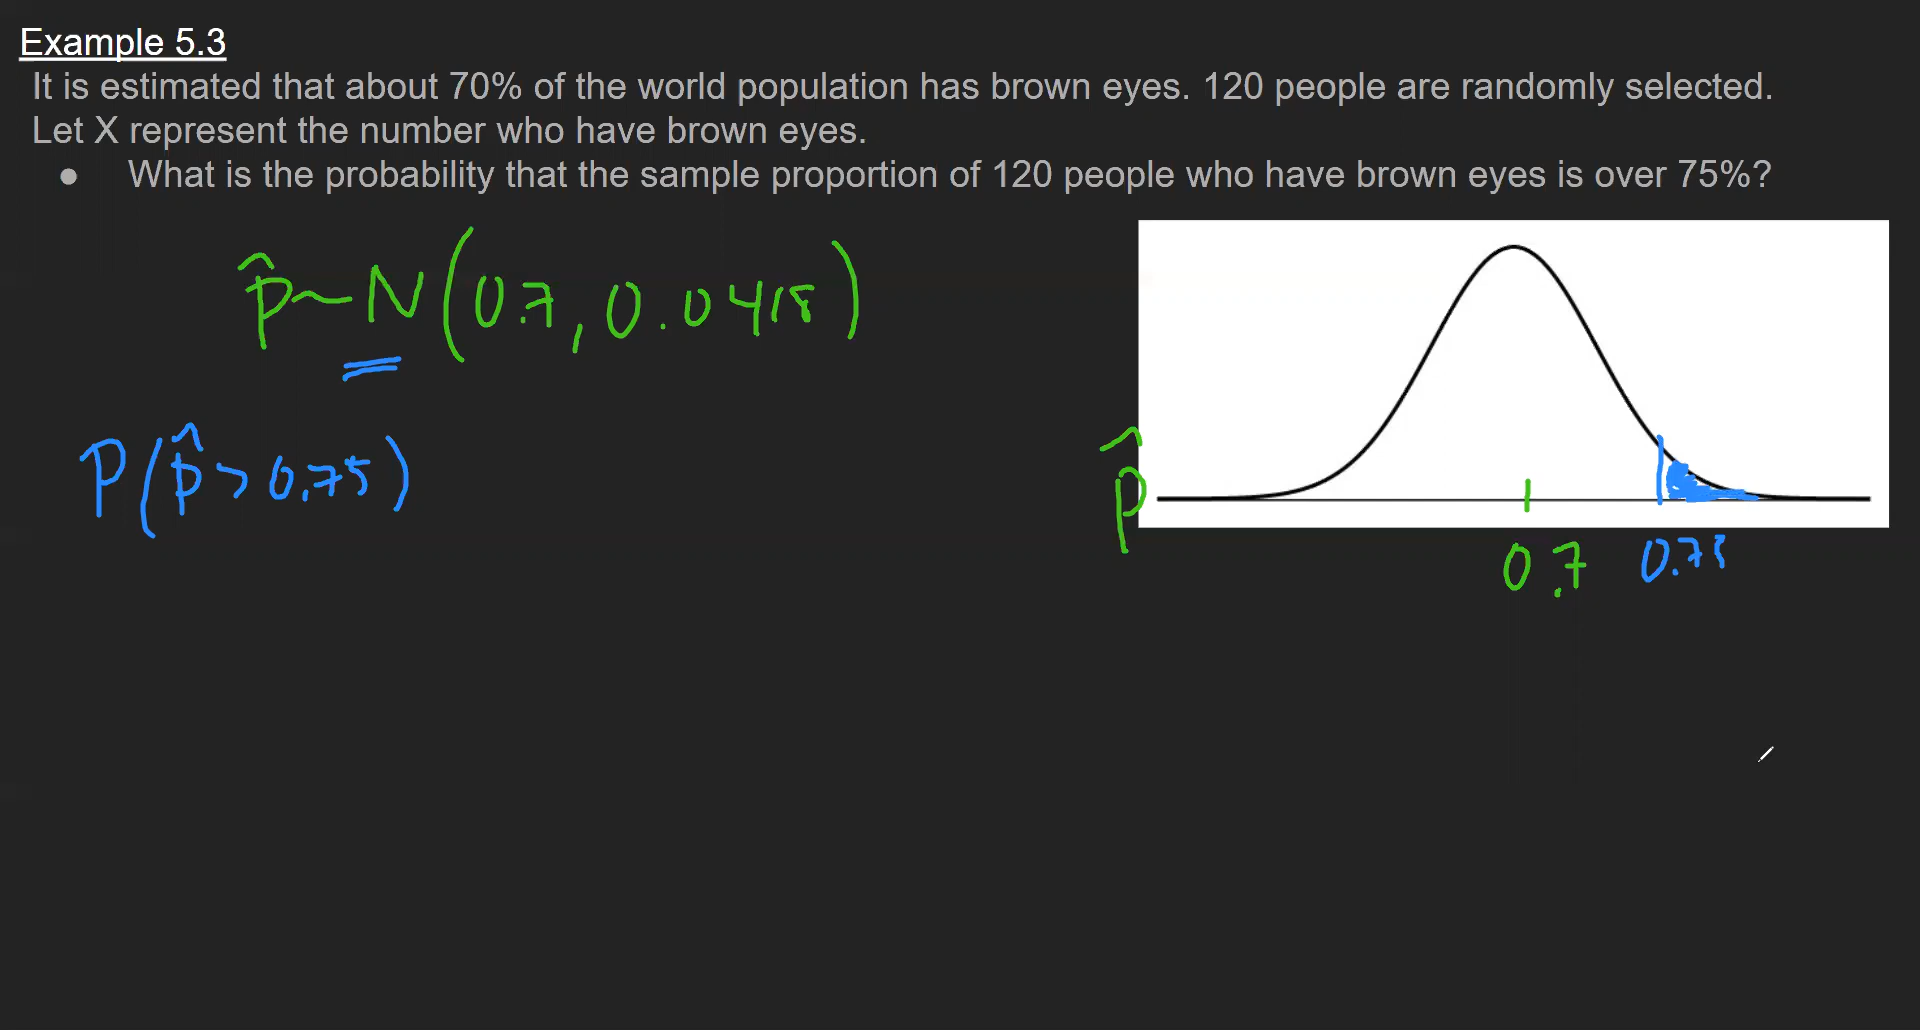 Example 5.3
It is estimated that about 70% of the world population has brown eyes. 120 people are randomly selected.
Let X represent the number who have brown eyes.
● What is the probability that the sample proportion of 120 people who have brown eyes is over 75%?
p̂ ~ N(0.7, 0.0418)
P(p̂ > 0.75)
p̂
0.7 0.75